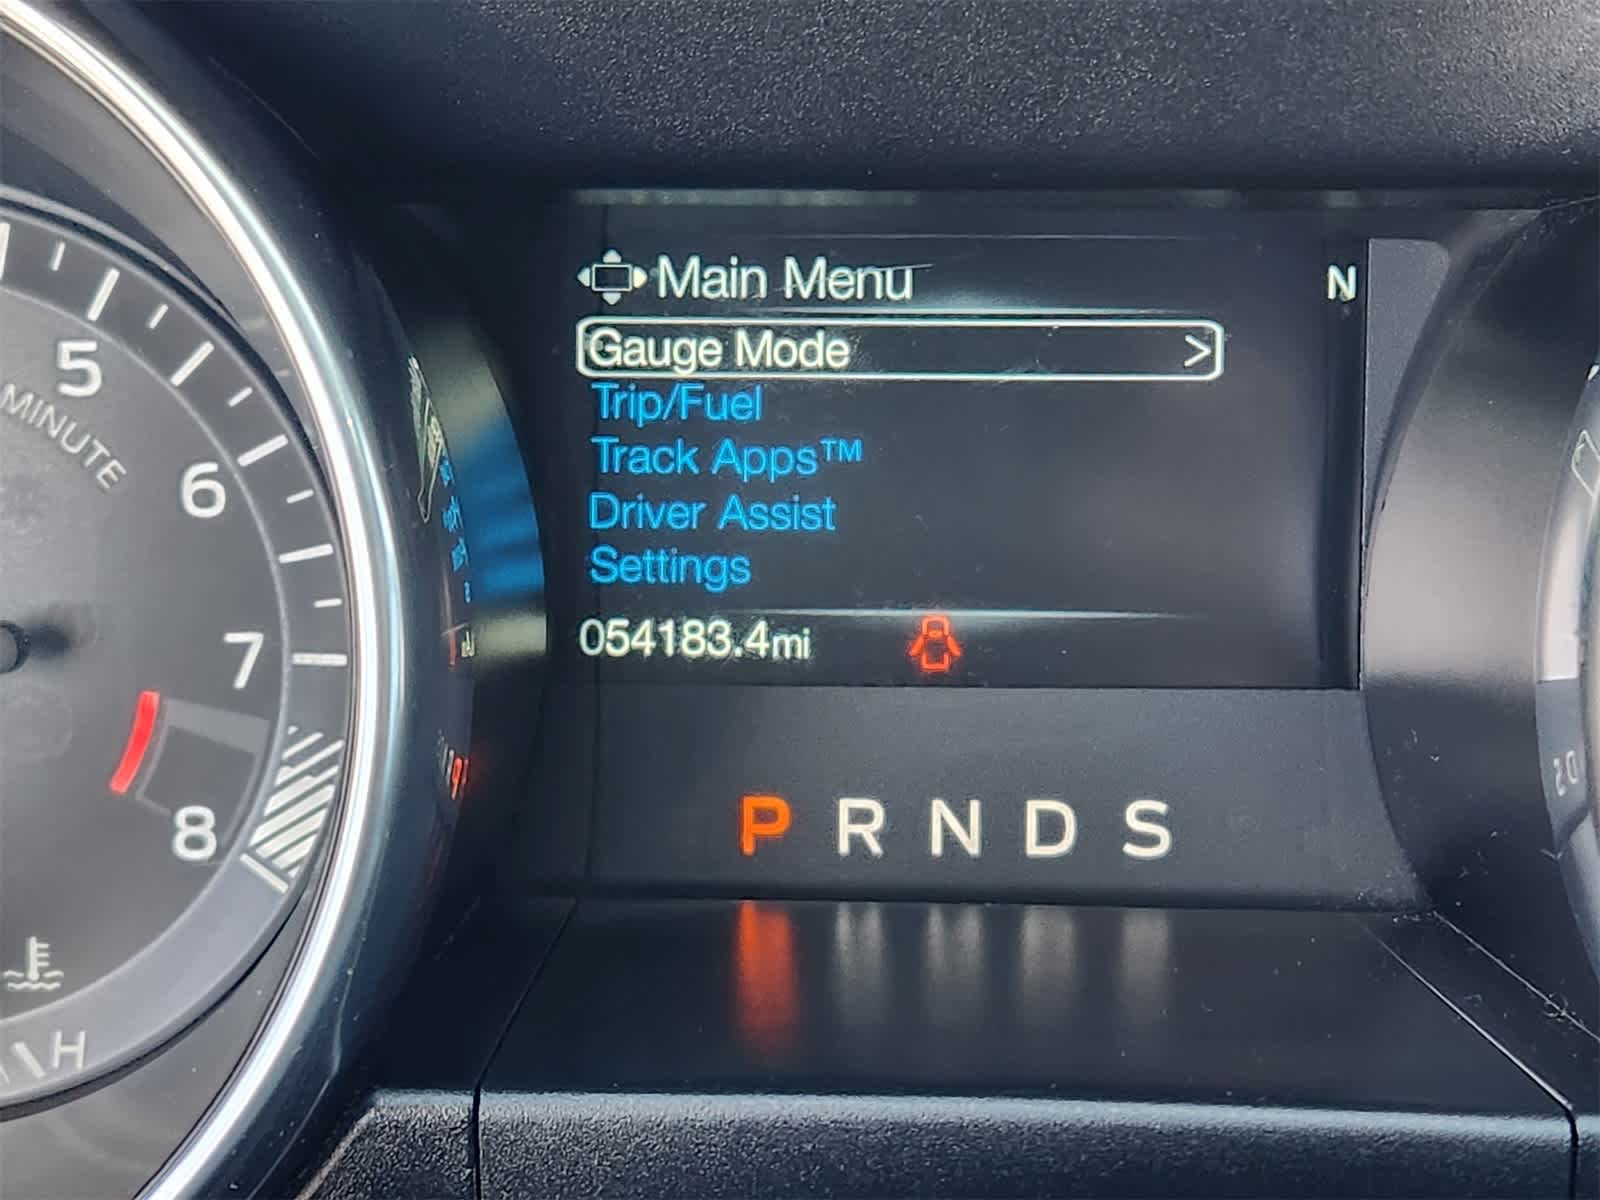 Main Menu
N
Gauge Mode >
Trip/Fuel
Track Apps™
Driver Assist
Settings
054183.4mi
P R N D S
5
MINUTE
6
7
8
H